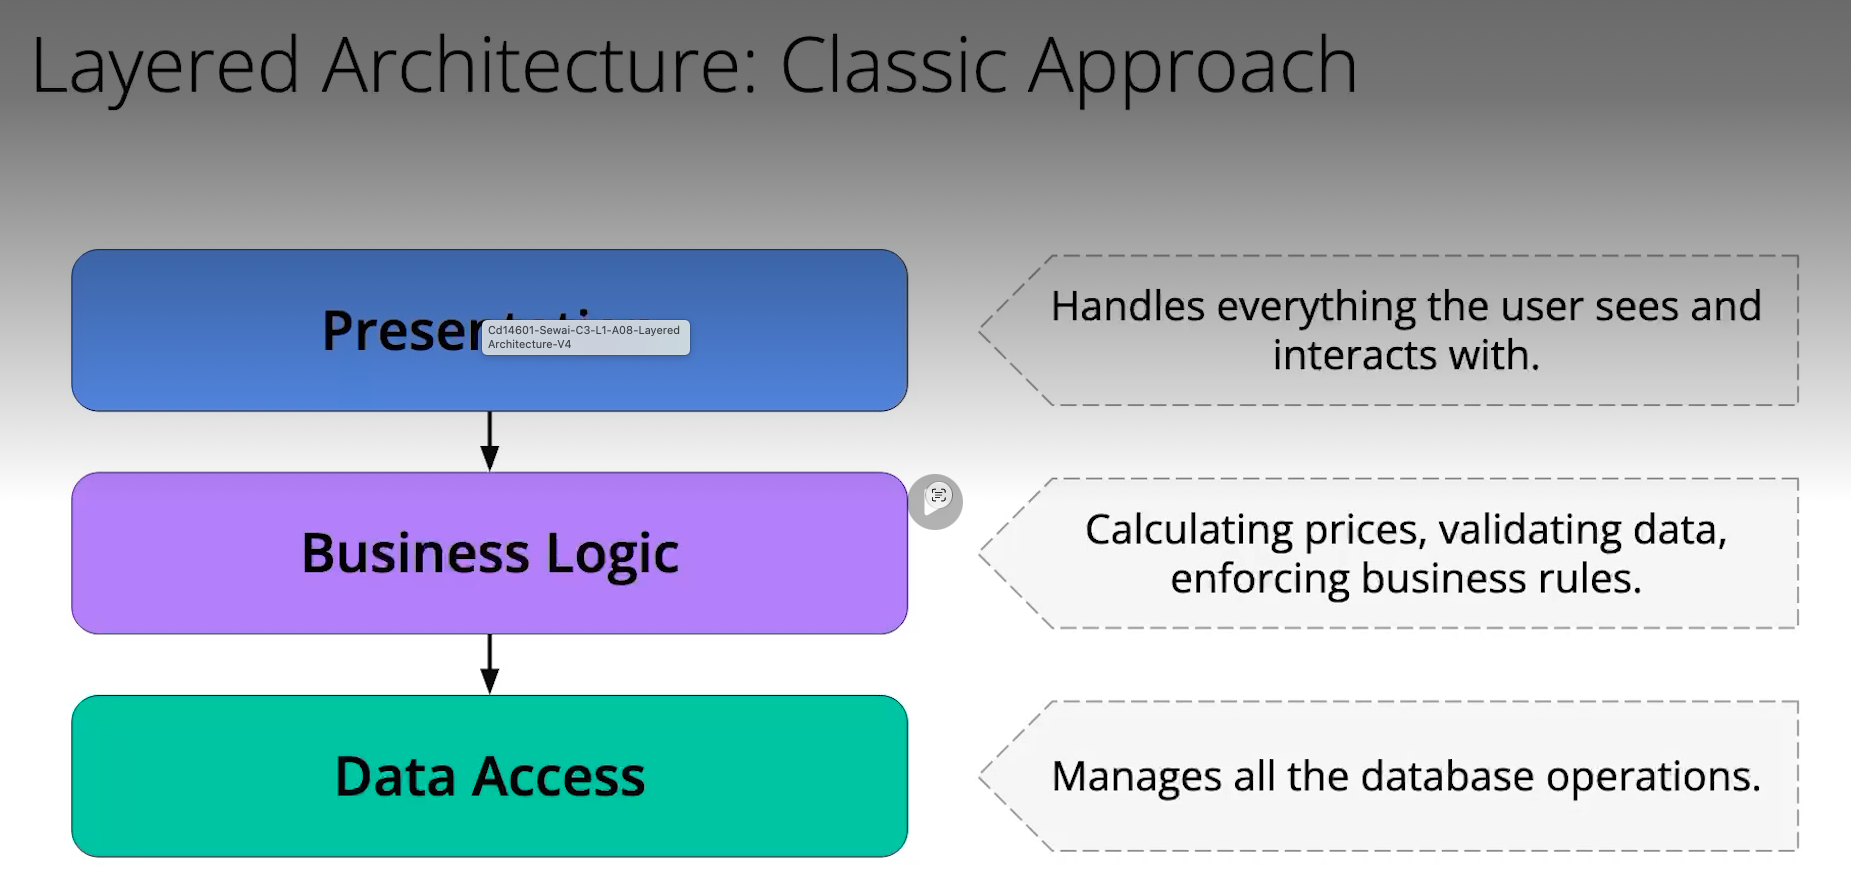 Layered Architecture: Classic Approach
Handles everything the user sees and
interacts with.
Cd14601-Sewai-C3-L1-A08-Layered
Architecture-V4
Business Logic
Calculating prices, validating data,
enforcing business rules.
Data Access
Manages all the database operations.